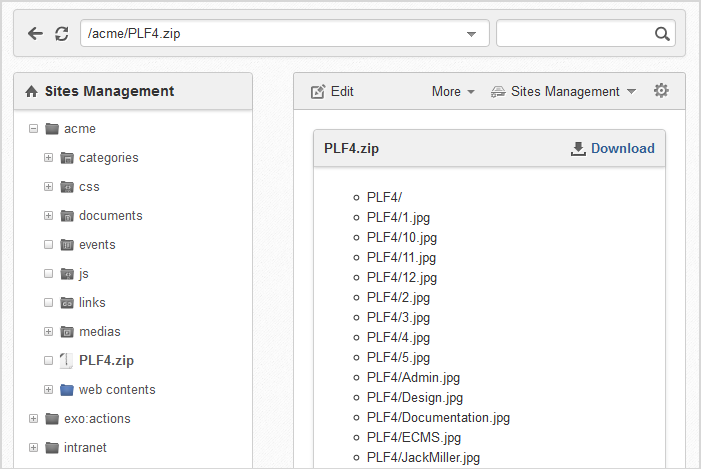 /acme/PLF4.zip
Sites Management
acme
categories
css
documents
events
js
links
medias
PLF4.zip
web contents
exo:actions
intranet
Edit More Sites Management
PLF4.zip Download
PLF4/
PLF4/1.jpg
PLF4/10.jpg
PLF4/11.jpg
PLF4/12.jpg
PLF4/2.jpg
PLF4/3.jpg
PLF4/4.jpg
PLF4/5.jpg
PLF4/Admin.jpg
PLF4/Design.jpg
PLF4/Documentation.jpg
PLF4/ECMS.jpg
PLF4/JackMiller.jpg